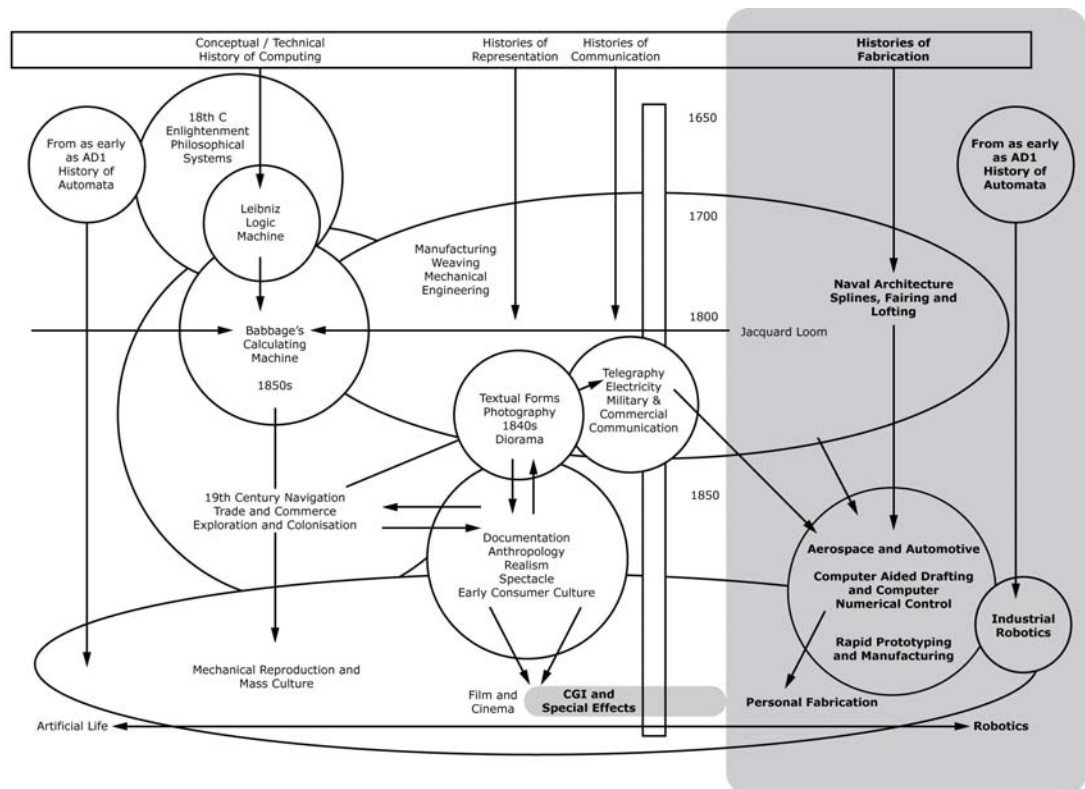 Conceptual / Technical
History of Computing
Histories of
Representation
Histories of
Communication
Histories of
Fabrication
From as early
as AD1
History of
Automata
18th C
Enlightenment
Philosophical
Systems
1650
From as early
as AD1
History of
Automata
Leibniz
Logic
Machine
1700
Manufacturing
Weaving
Mechanical
Engineering
Naval Architecture
Splines, Fairing and
Lofting
1800
Babbage's
Calculating
Machine
1850s
Jacquard Loom
Textual Forms
Photography
1840s
Diorama
Telegraphy
Electricity
Military &
Commercial
Communication
1850
19th Century Navigation
Trade and Commerce
Exploration and Colonisation
Documentation
Anthropology
Realism
Spectacle
Early Consumer Culture
Aerospace and Automotive
Computer Aided Drafting
and Computer
Numerical Control
Rapid Prototyping
and Manufacturing
Industrial
Robotics
Mechanical Reproduction and
Mass Culture
Film and
Cinema
CGI and
Special Effects
Personal Fabrication
Artificial Life
Robotics